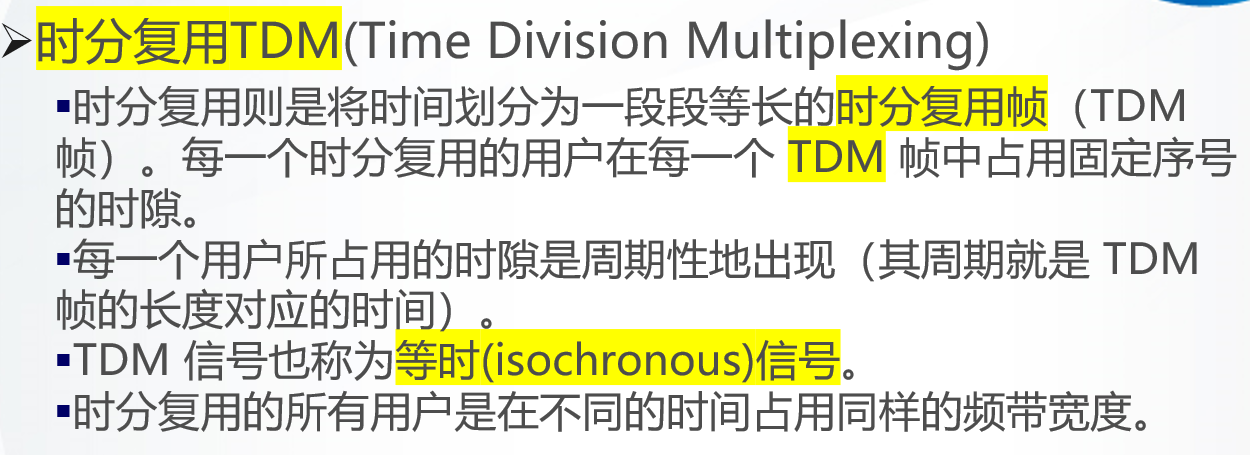 ➢时分复用TDM(Time Division Multiplexing)
▪时分复用则是将时间划分为一段段等长的时分复用帧（TDM
帧）。每一个时分复用的用户在每一个 TDM 帧中占用固定序号
的时隙。
▪每一个用户所占用的时隙是周期性地出现（其周期就是 TDM
帧的长度对应的时间）。
▪TDM 信号也称为等时(isochronous)信号。
▪时分复用的所有用户是在不同的时间占用同样的频带宽度。